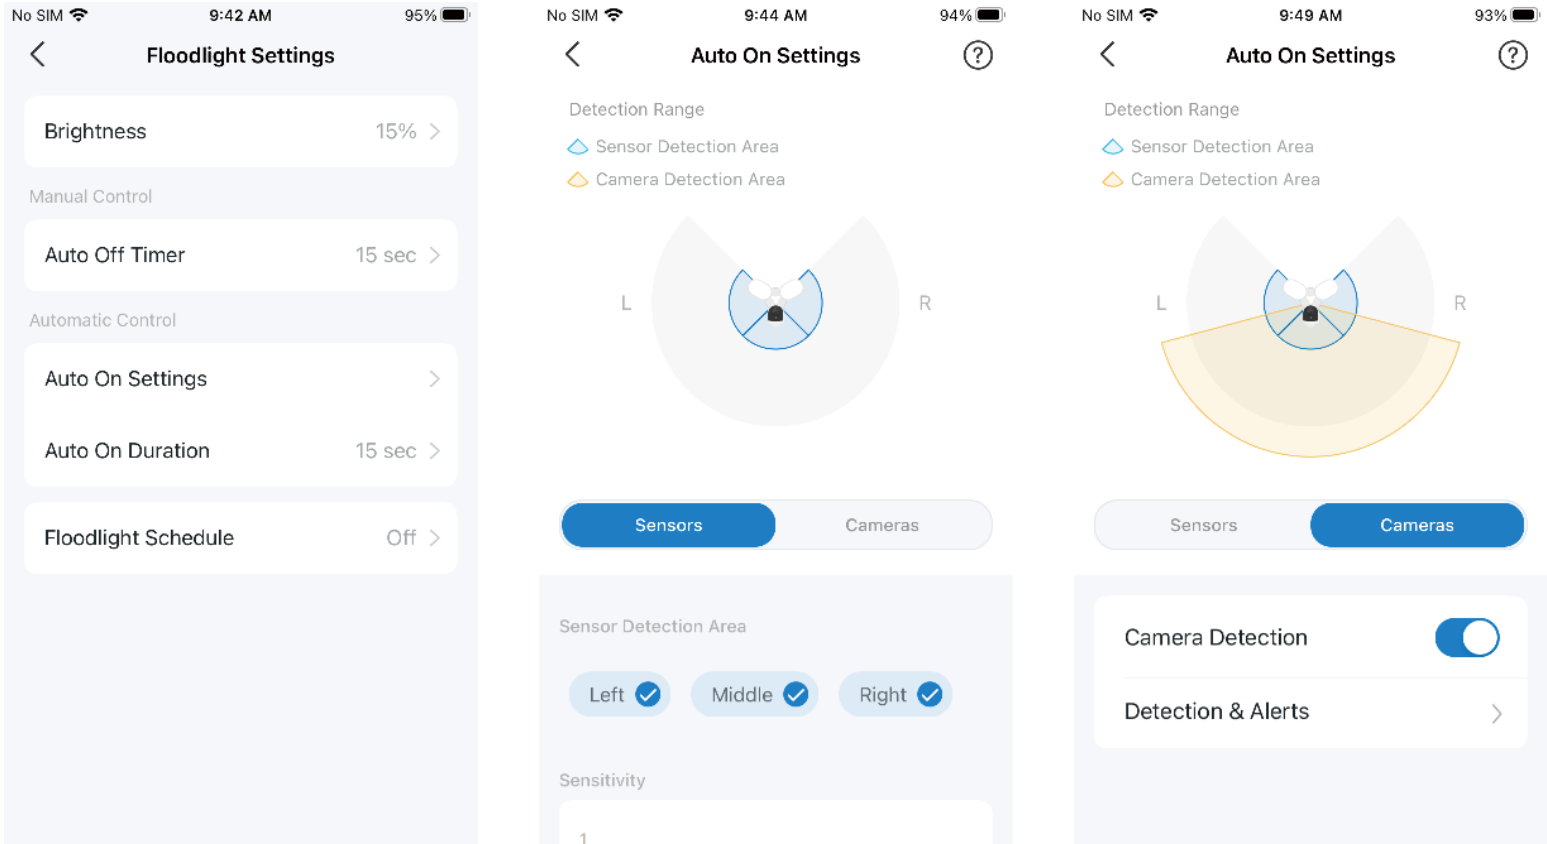 No SIM 9:42 AM 95%
Floodlight Settings
Brightness 15%
Manual Control
Auto Off Timer 15 sec
Automatic Control
Auto On Settings
Auto On Duration 15 sec
Floodlight Schedule Off
No SIM 9:44 AM 94%
Auto On Settings ?
Detection Range
Sensor Detection Area
Camera Detection Area
L R
Sensors Cameras
Sensor Detection Area
Left Middle Right
Sensitivity
1
No SIM 9:49 AM 93%
Auto On Settings ?
Detection Range
Sensor Detection Area
Camera Detection Area
L R
Sensors Cameras
Camera Detection
Detection & Alerts